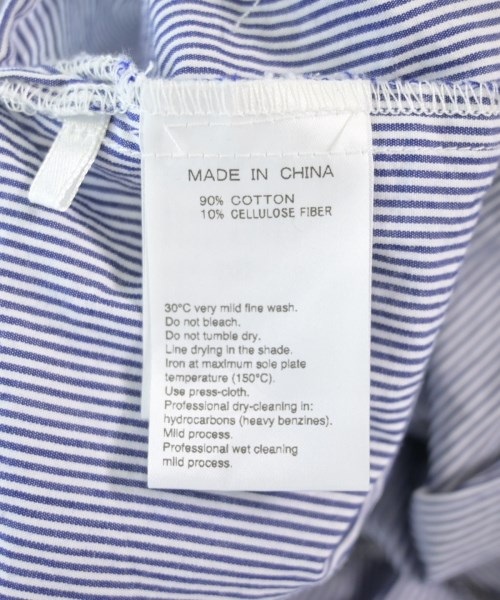 MADE IN CHINA
90% COTTON
10% CELLULOSE FIBER
30°C very mild fine wash.
Do not bleach.
Do not tumble dry.
Line drying in the shade.
Iron at maximum sole plate
temperature (150°C).
Use press-cloth.
Professional dry-cleaning in:
hydrocarbons (heavy benzines).
Mild process.
Professional wet cleaning
mild process.